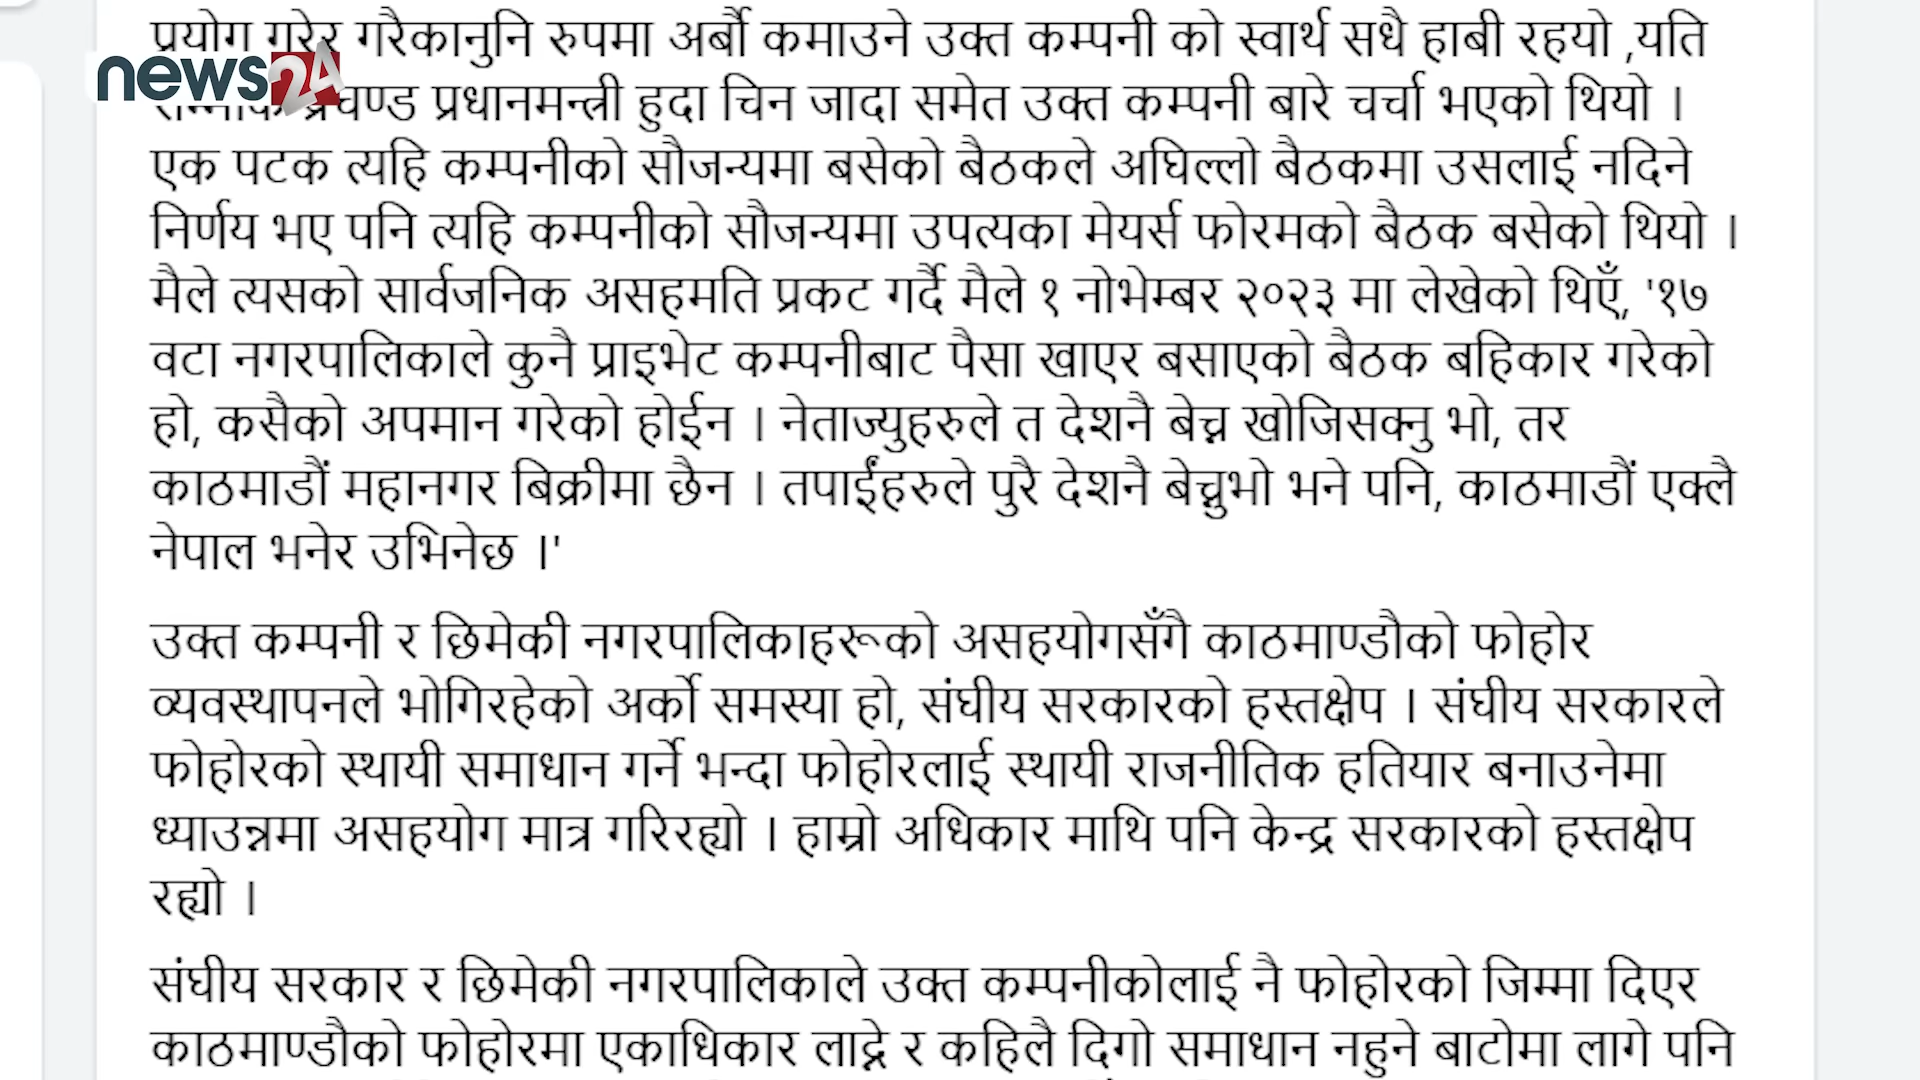 प्रयोग गरेर गरैकानुनि रुपमा अर्बौ कमाउने उक्त कम्पनी को स्वार्थ सधै हाबी रहयो ,यति
news24
प्रचण्ड प्रधानमन्त्री हुदा चिन जादा समेत उक्त कम्पनी बारे चर्चा भएको थियो ।
एक पटक त्यहि कम्पनीको सौजन्यमा बसेको बैठकले अघिल्लो बैठकमा उसलाई नदिने
निर्णय भए पनि त्यहि कम्पनीको सौजन्यमा उपत्यका मेयर्स फोरमको बैठक बसेको थियो ।
मैले त्यसको सार्वजनिक असहमति प्रकट गर्दै मैले १ नोभेम्बर २०२३ मा लेखेको थिएँ, '१७
वटा नगरपालिकाले कुनै प्राइभेट कम्पनीबाट पैसा खाएर बसाएको बैठक बहिकार गरेको
हो, कसैको अपमान गरेको होईन । नेताज्युहरुले त देशनै बेच्न खोजिसक्नु भो, तर
काठमाडौं महानगर बिक्रीमा छैन । तपाईंहरुले पुरै देशनै बेच्नुभो भने पनि, काठमाडौं एक्लै
नेपाल भनेर उभिनेछ ।'
उक्त कम्पनी र छिमेकी नगरपालिकाहरूको असहयोगसँगै काठमाण्डौको फोहोर
व्यवस्थापनले भोगिरहेको अर्को समस्या हो, संघीय सरकारको हस्तक्षेप । संघीय सरकारले
फोहोरको स्थायी समाधान गर्ने भन्दा फोहोरलाई स्थायी राजनीतिक हतियार बनाउनेमा
ध्याउन्नमा असहयोग मात्र गरिरह्यो । हाम्रो अधिकार माथि पनि केन्द्र सरकारको हस्तक्षेप
रह्यो ।
संघीय सरकार र छिमेकी नगरपालिकाले उक्त कम्पनीकोलाई नै फोहोरको जिम्मा दिएर
काठमाण्डौको फोहोरमा एकाधिकार लाद्ने र कहिलै दिगो समाधान नहुने बाटोमा लागे पनि